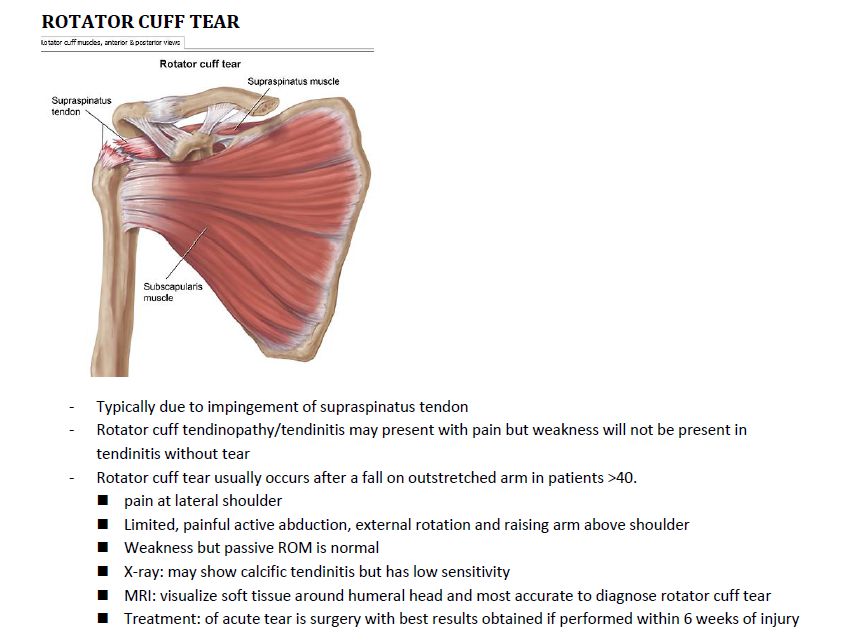 ROTATOR CUFF TEAR
Rotator cuff muscles, anterior & posterior views
Rotator cuff tear
Supraspinatus muscle
Supraspinatus
tendon
Subscapularis
muscle
- Typically due to impingement of supraspinatus tendon
- Rotator cuff tendinopathy/tendinitis may present with pain but weakness will not be present in
tendinitis without tear
- Rotator cuff tear usually occurs after a fall on outstretched arm in patients >40.
■ pain at lateral shoulder
■ Limited, painful active abduction, external rotation and raising arm above shoulder
■ Weakness but passive ROM is normal
■ X-ray: may show calcific tendinitis but has low sensitivity
■ MRI: visualize soft tissue around humeral head and most accurate to diagnose rotator cuff tear
■ Treatment: of acute tear is surgery with best results obtained if performed within 6 weeks of injury